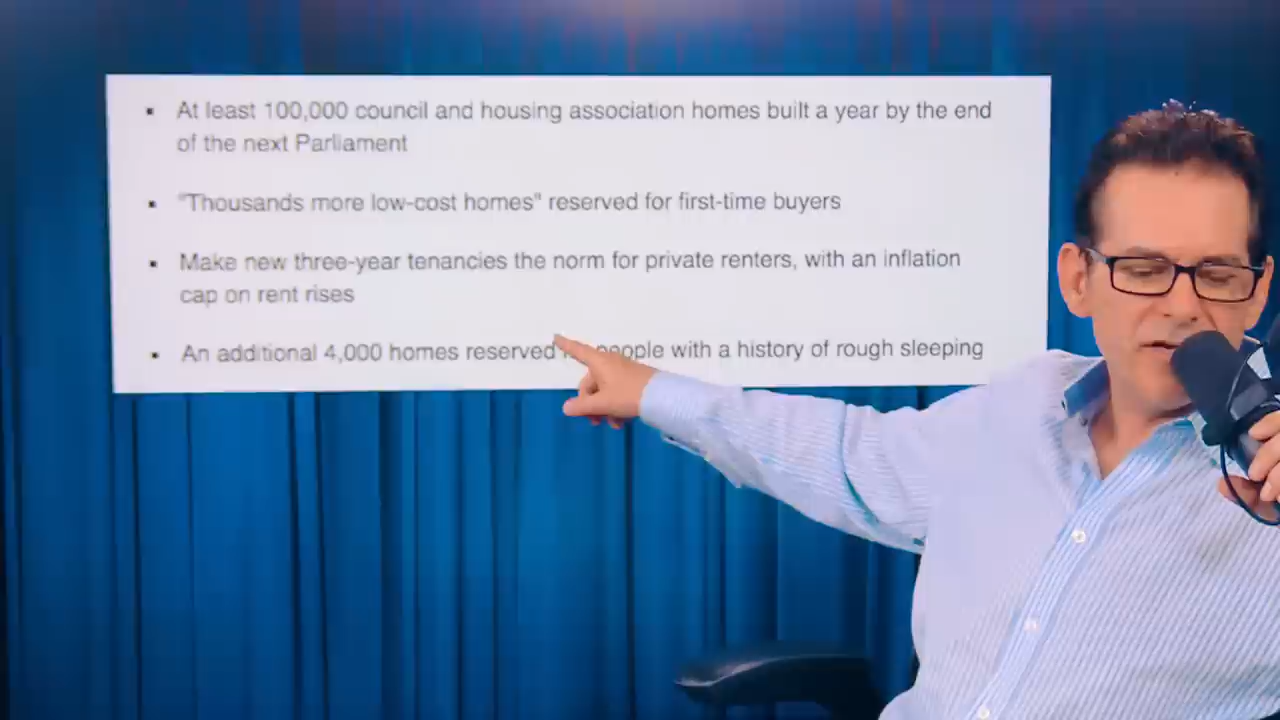 ▪ At least 100,000 council and housing association homes built a year by the end
of the next Parliament
▪ "Thousands more low-cost homes" reserved for first-time buyers
▪ Make new three-year tenancies the norm for private renters, with an inflation
cap on rent rises
▪ An additional 4,000 homes reserved people with a history of rough sleeping